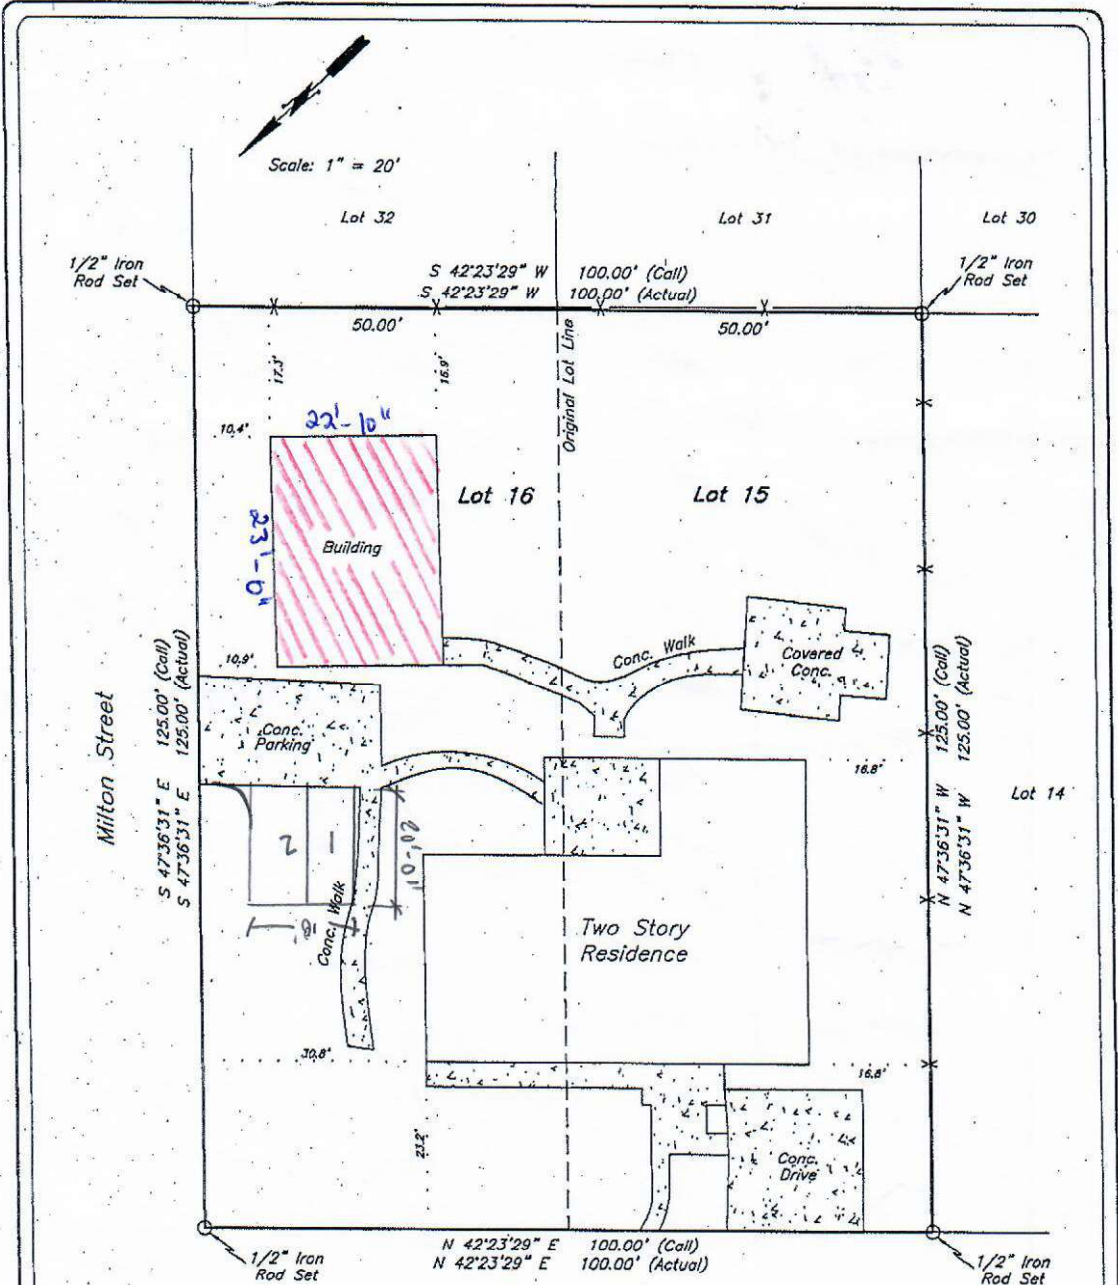 Scale: 1" = 20'
Lot 32
Lot 31
Lot 30
1/2" Iron
Rod Set
S 42°23'29" W 100.00' (Call)
S 42°23'29" W 100.00' (Actual)
1/2" Iron
Rod Set
50.00'
50.00'
17.3'
16.9'
Original Lot Line
10.4'
22'-10"
Lot 16
Lot 15
23'-0"
Building
Conc. Walk
Covered
Conc.
10.9'
Milton Street
S 47°36'31" E 125.00' (Call)
S 47°36'31" E 125.00' (Actual)
Conc.
Parking
N 47°36'31" W 125.00' (Call)
N 47°36'31" W 125.00' (Actual)
16.8'
Lot 14
2
1
20'-0"
18'
Conc. Walk
Two Story
Residence
30.8'
16.8'
23.2'
Conc.
Drive
N 42°23'29" E 100.00' (Call)
N 42°23'29" E 100.00' (Actual)
1/2" Iron
Rod Set
1/2" Iron
Rod Set